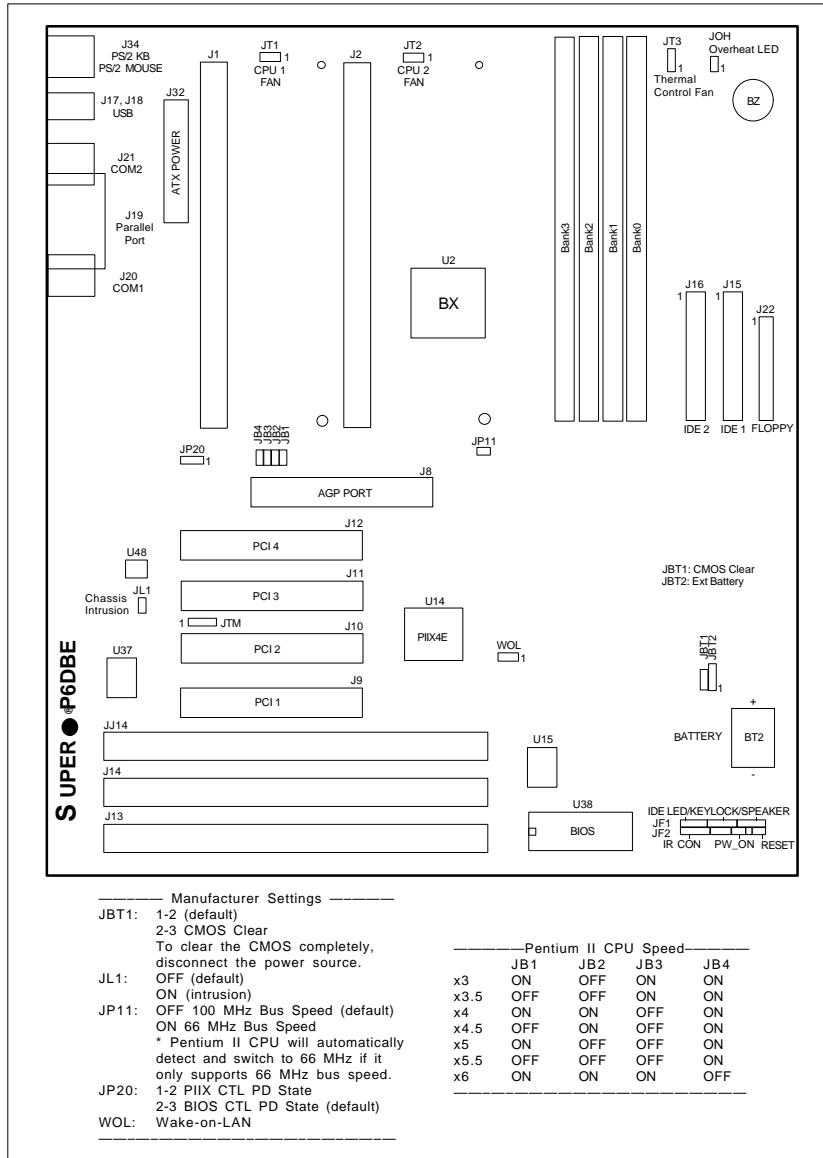 J34
PS/2 KB
PS/2 MOUSE
J17, J18
USB
J21
COM2
J19
Parallel
Port
J20
COM1
J32
ATX POWER
J1
JT1
1
CPU 1
FAN
J2
JT2
1
CPU 2
FAN
JT3
1
Thermal
Control Fan
JOH
Overheat LED
1
BZ
Bank3
Bank2
Bank1
Bank0
U2
BX
J16
1
IDE 2
J15
1
IDE 1
J22
1
FLOPPY
JP20
1
JB4
JB3
JB2
JB1
JP11
J8
AGP PORT
J12
PCI 4
U48
JL1
Chassis
Intrusion
J11
PCI 3
1 JTM
J10
PCI 2
U37
J9
PCI 1
U14
PIIX4E
WOL
1
JBT1: CMOS Clear
JBT2: Ext Battery
JBT1
JBT2
1
BATTERY
+
BT2
-
SUPER ® P6DBE
JJ14
J14
J13
U15
U38
BIOS
IDE LED/KEYLOCK/SPEAKER
JF1
JF2
IR CON PW_ON RESET
Manufacturer Settings
JBT1: 1-2 (default)
2-3 CMOS Clear
To clear the CMOS completely,
disconnect the power source.
JL1: OFF (default)
ON (intrusion)
JP11: OFF 100 MHz Bus Speed (default)
ON 66 MHz Bus Speed
* Pentium II CPU will automatically
detect and switch to 66 MHz if it
only supports 66 MHz bus speed.
JP20: 1-2 PIIX CTL PD State
2-3 BIOS CTL PD State (default)
WOL: Wake-on-LAN
Pentium II CPU Speed
JB1 JB2 JB3 JB4
x3 ON OFF ON ON
x3.5 OFF OFF ON ON
x4 ON ON OFF ON
x4.5 OFF ON OFF ON
x5 ON OFF OFF ON
x5.5 OFF OFF OFF ON
x6 ON ON ON OFF